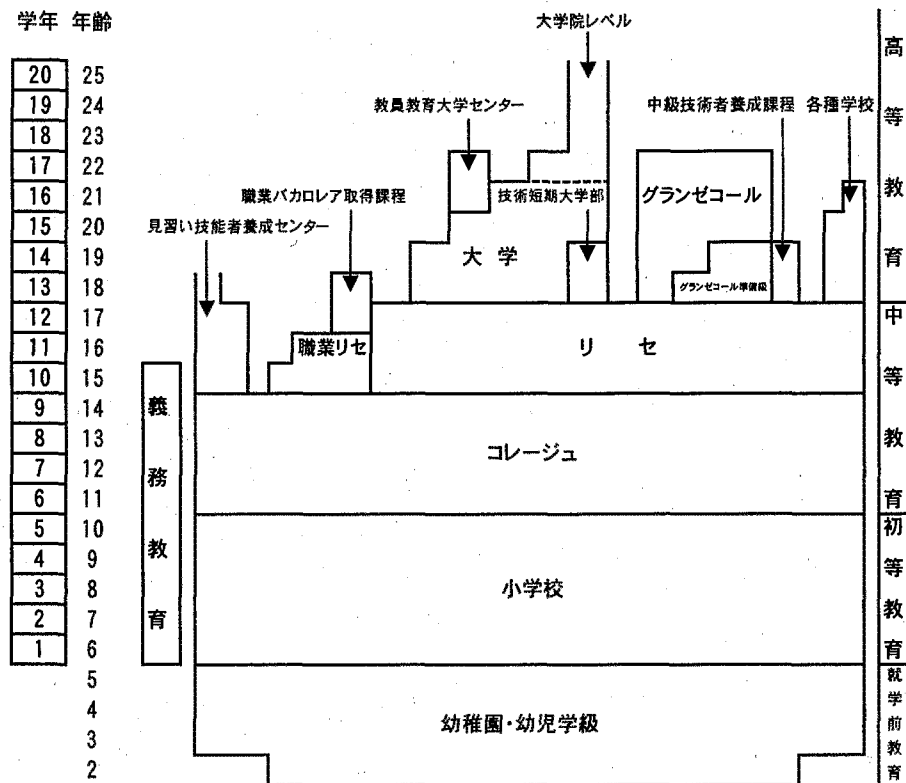 学年 年齢
大学院レベル
20 25
19 24
教員教育大学センター
中級技術者養成課程 各種学校
18 23
17 22
16 21
職業バカロレア取得課程
技術短期大学部
グランゼコール
15 20
見習い技能者養成センター
14 19
大学
13 18
グランゼコール準備級
12 17
11 16
職業リセ
リセ
10 15
9 14
8 13
コレージュ
7 12
6 11
5 10
4 9
3 8
小学校
2 7
1 6
5
4
幼稚園・幼児学級
3
2
義務教育
高等教育
中等教育
初等教育
就学前教育